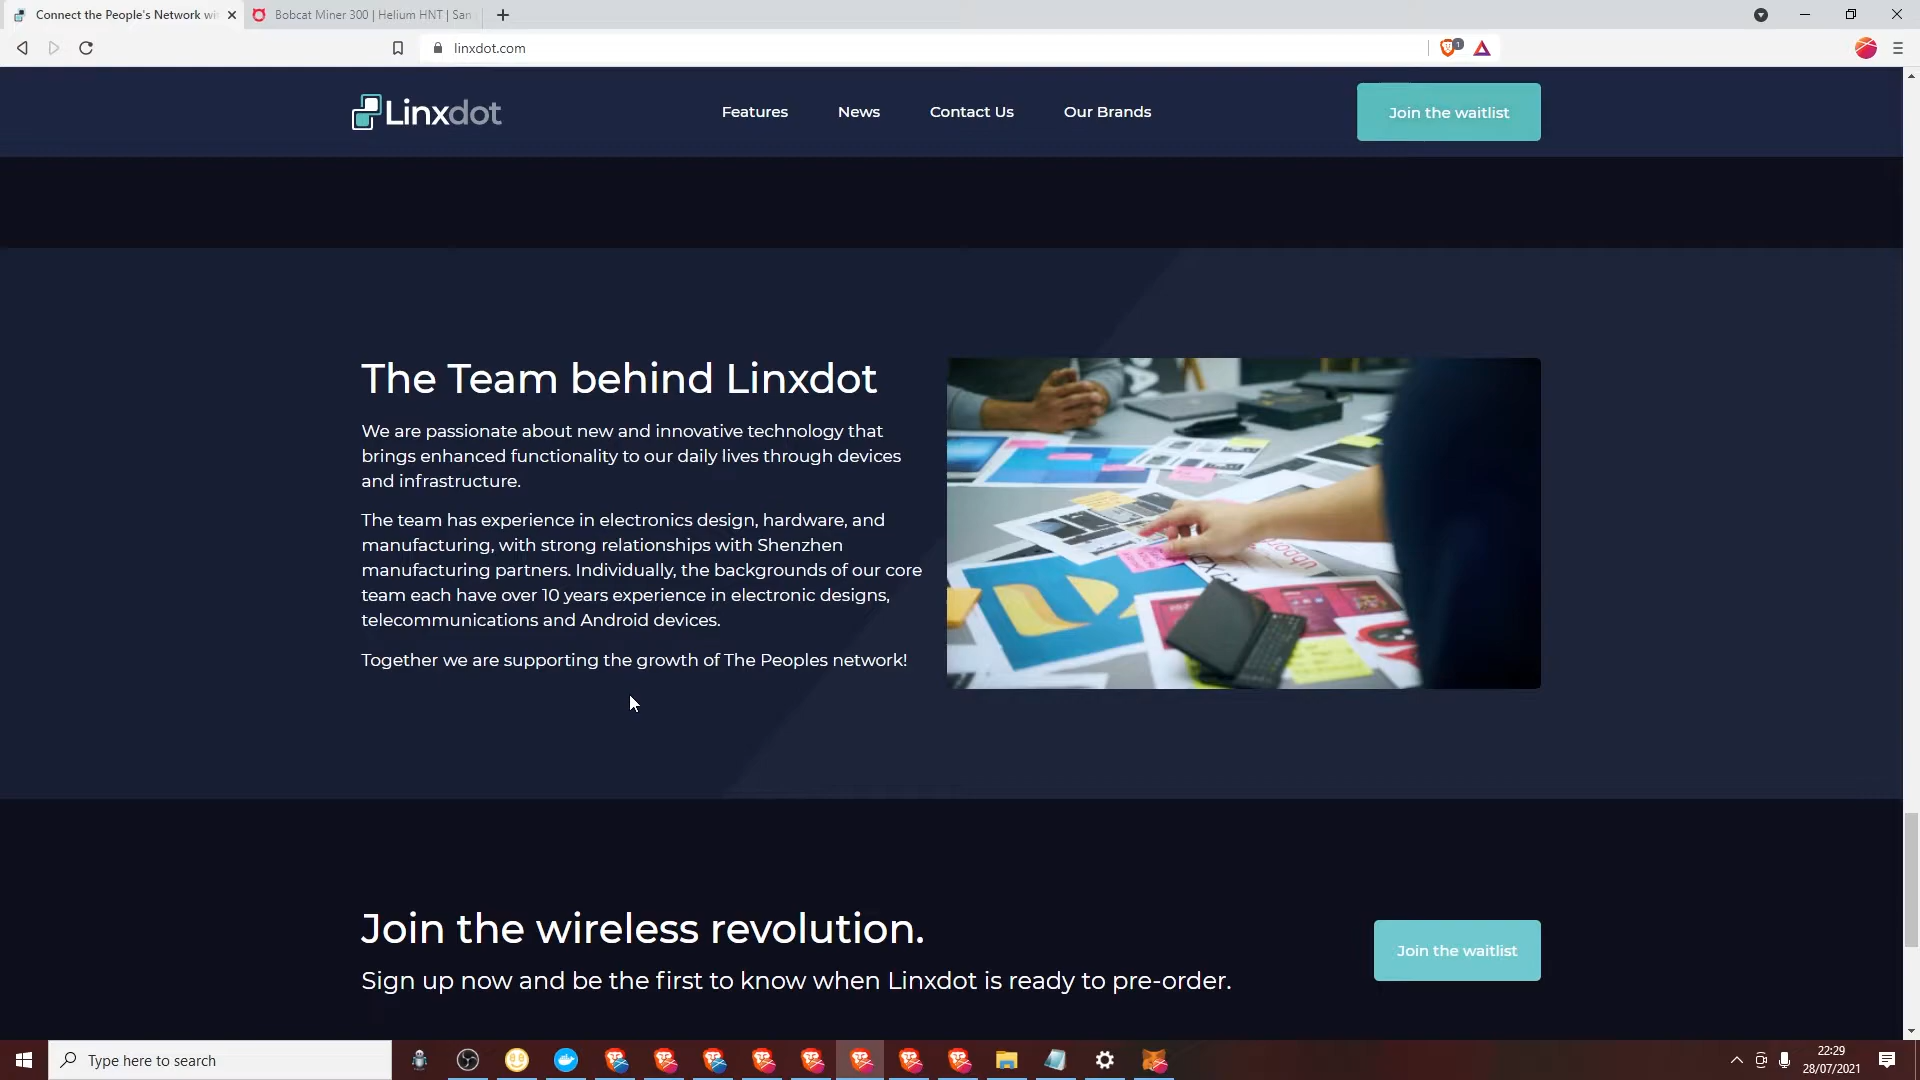 Connect the People's Network wi
Bobcat Miner 300 | Helium HNT | San
linxdot.com
1
Linxdot
Features
News
Contact Us
Our Brands
Join the waitlist
The Team behind Linxdot
We are passionate about new and innovative technology that
brings enhanced functionality to our daily lives through devices
and infrastructure.
The team has experience in electronics design, hardware, and
manufacturing, with strong relationships with Shenzhen
manufacturing partners. Individually, the backgrounds of our core
team each have over 10 years experience in electronic designs,
telecommunications and Android devices.
Together we are supporting the growth of The Peoples network!
Join the wireless revolution.
Sign up now and be the first to know when Linxdot is ready to pre-order.
Join the waitlist
Type here to search
22:29
28/07/2021